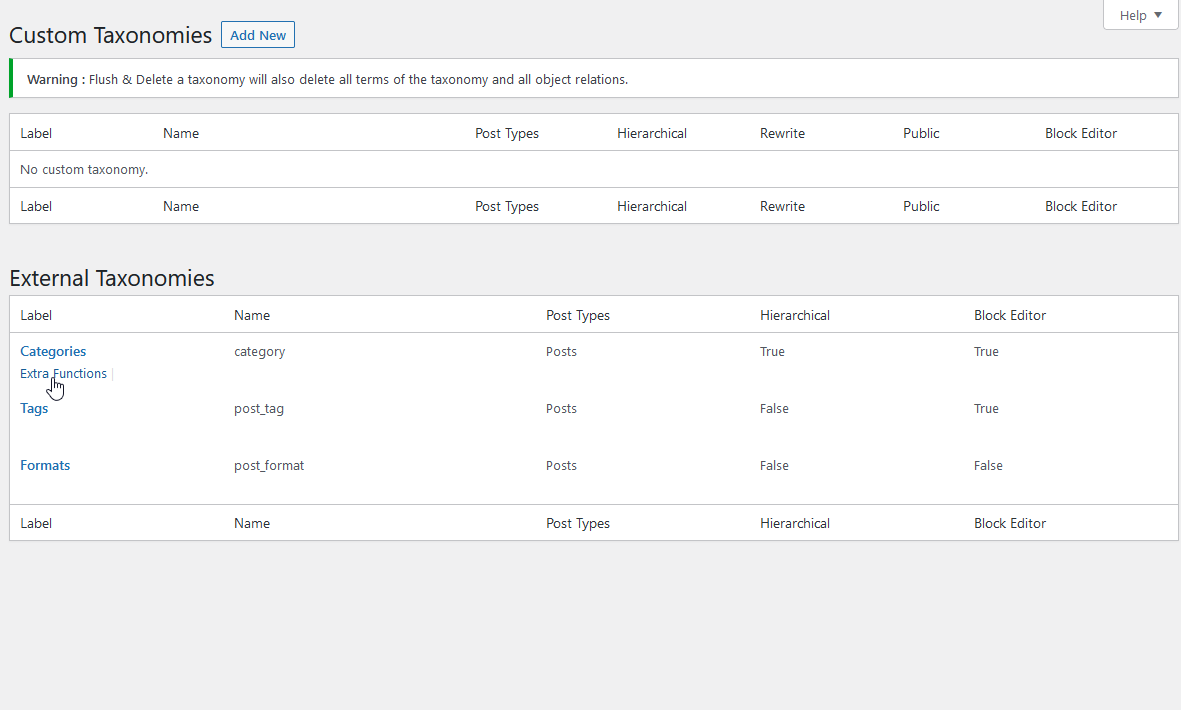 Help
Custom Taxonomies Add New
Warning : Flush & Delete a taxonomy will also delete all terms of the taxonomy and all object relations.
Label Name Post Types Hierarchical Rewrite Public Block Editor
No custom taxonomy.
Label Name Post Types Hierarchical Rewrite Public Block Editor
External Taxonomies
Label Name Post Types Hierarchical Block Editor
Categories category Posts True True
Extra Functions |
Tags post_tag Posts False True
Formats post_format Posts False False
Label Name Post Types Hierarchical Block Editor